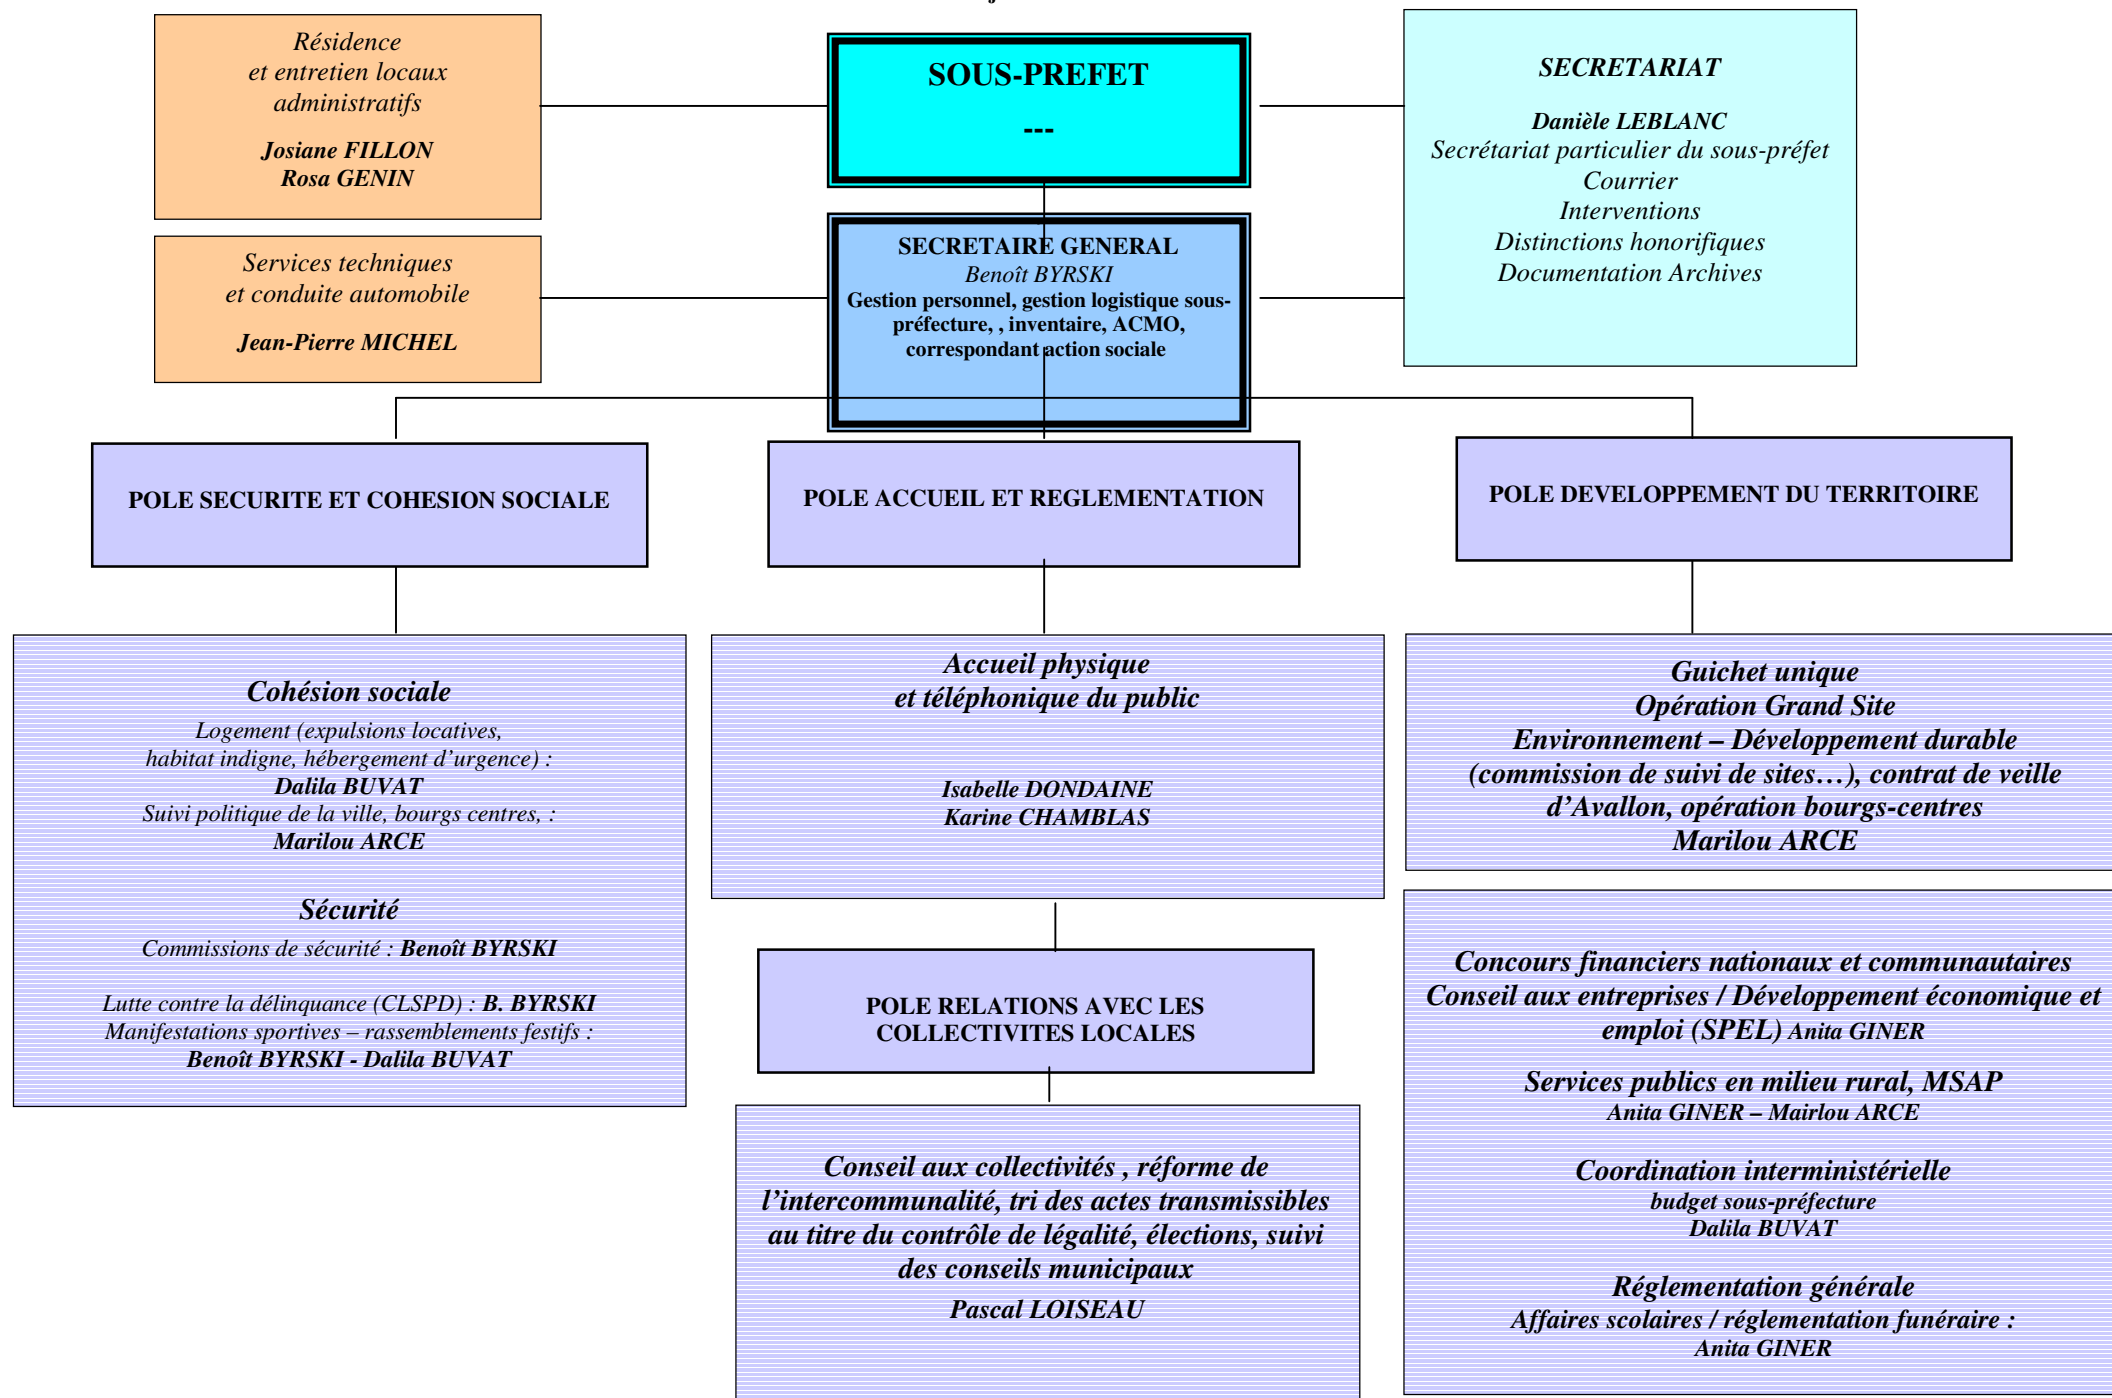 Résidence
et entretien locaux
administratifs
Josiane FILLON
Rosa GENIN
SOUS-PREFET
---
SECRETARIAT
Danièle LEBLANC
Secrétariat particulier du sous-préfet
Courrier
Interventions
Distinctions honorifiques
Documentation Archives
Services techniques
et conduite automobile
Jean-Pierre MICHEL
SECRETAIRE GENERAL
Benoît BYRSKI
Gestion personnel, gestion logistique sous-
préfecture, , inventaire, ACMO,
correspondant action sociale
POLE SECURITE ET COHESION SOCIALE
POLE ACCUEIL ET REGLEMENTATION
POLE DEVELOPPEMENT DU TERRITOIRE
Cohésion sociale
Logement (expulsions locatives,
habitat indigne, hébergement d'urgence) :
Dalila BUVAT
Suivi politique de la ville, bourgs centres, :
Marilou ARCE
Sécurité
Commissions de sécurité : Benoît BYRSKI
Lutte contre la délinquance (CLSPD) : B. BYRSKI
Manifestations sportives – rassemblements festifs :
Benoît BYRSKI - Dalila BUVAT
Accueil physique
et téléphonique du public
Isabelle DONDAINE
Karine CHAMBLAS
POLE RELATIONS AVEC LES
COLLECTIVITES LOCALES
Conseil aux collectivités , réforme de
l'intercommunalité, tri des actes transmissibles
au titre du contrôle de légalité, élections, suivi
des conseils municipaux
Pascal LOISEAU
Guichet unique
Opération Grand Site
Environnement – Développement durable
(commission de suivi de sites…), contrat de veille
d'Avallon, opération bourgs-centres
Marilou ARCE
Concours financiers nationaux et communautaires
Conseil aux entreprises / Développement économique et
emploi (SPEL) Anita GINER
Services publics en milieu rural, MSAP
Anita GINER – Mairlou ARCE
Coordination interministérielle
budget sous-préfecture
Dalila BUVAT
Réglementation générale
Affaires scolaires / réglementation funéraire :
Anita GINER